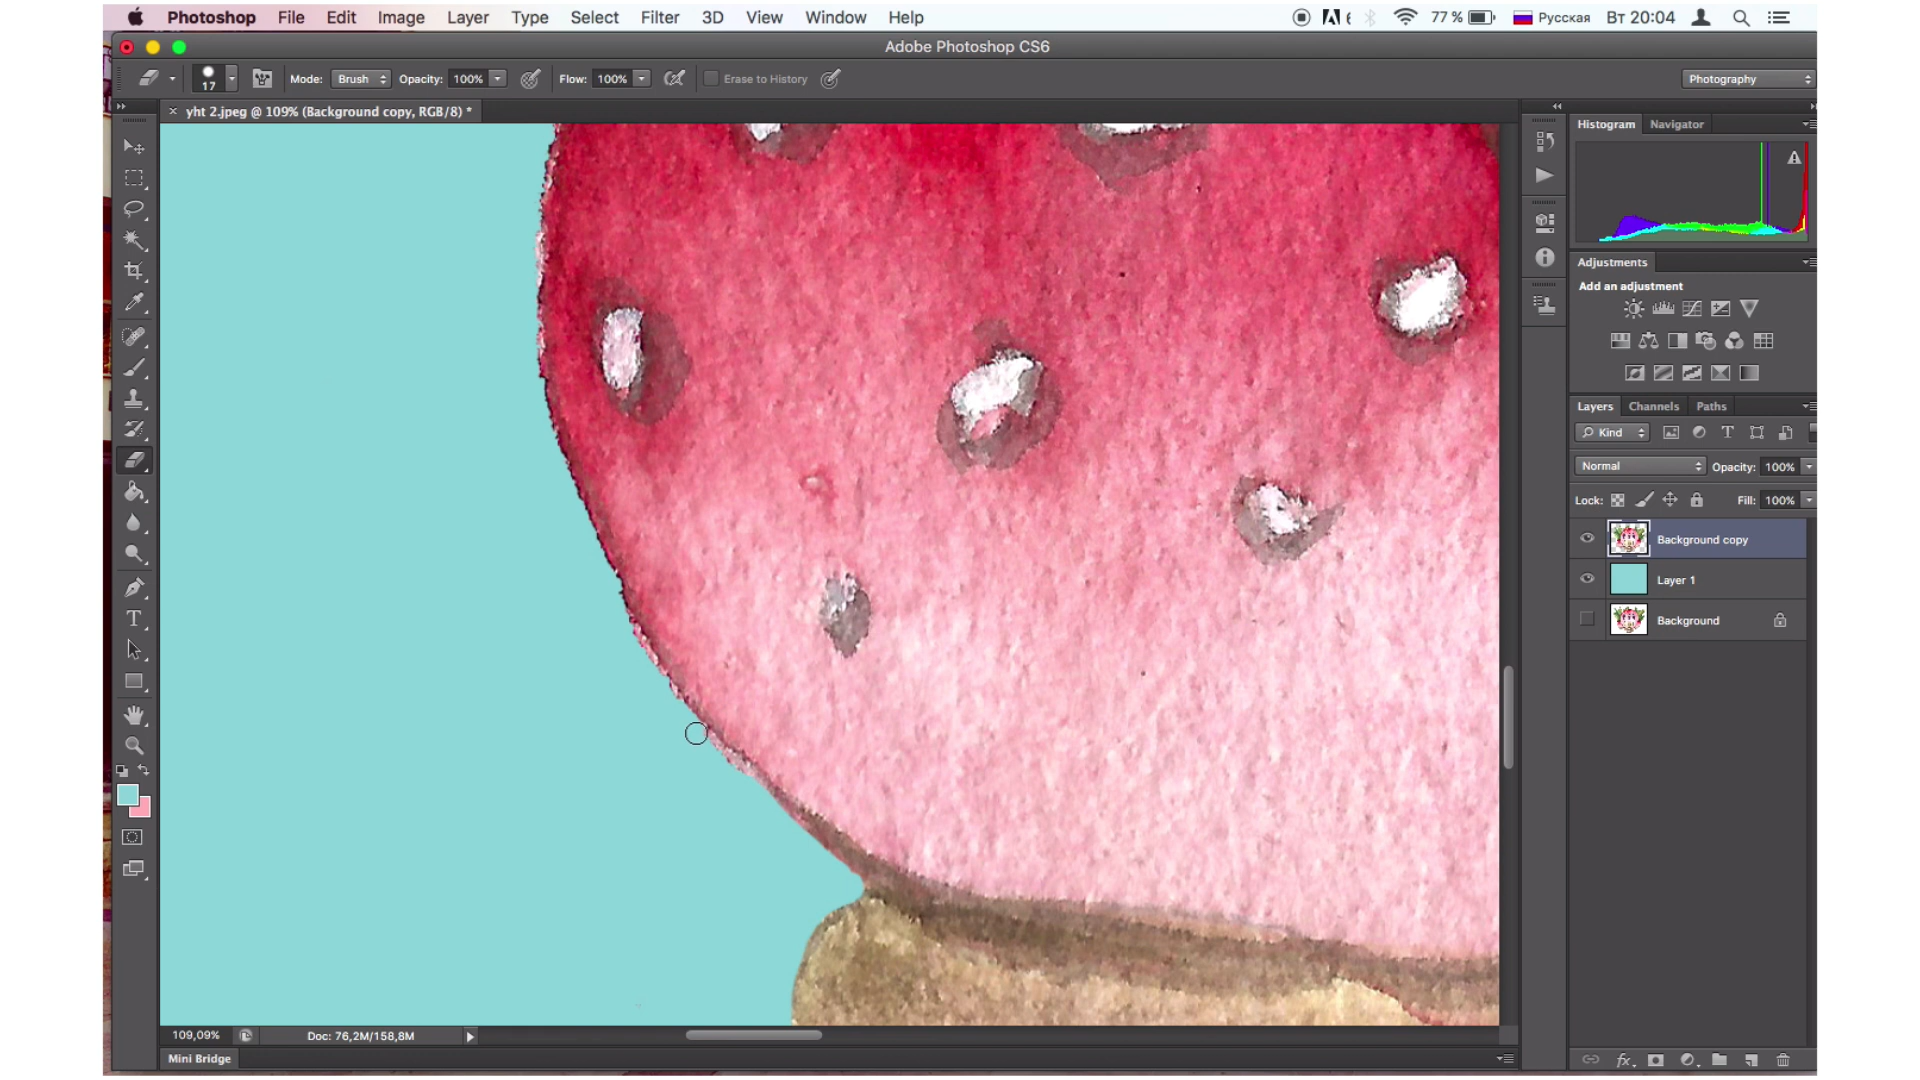 Photoshop File Edit Image Layer Type Select Filter 3D View Window Help 6 77 % Русская Вт 20:04
Adobe Photoshop CS6
17 Mode: Brush Opacity: 100% Flow: 100% Erase to History Photography
× yht 2.jpeg @ 109% (Background copy, RGB/8) *
Histogram Navigator
Adjustments
Add an adjustment
Layers Channels Paths
Kind T
Normal Opacity: 100%
Lock: Fill: 100%
Background copy
Layer 1
Background
T
109,09% Doc: 76,2M/158,8M
Mini Bridge
fx